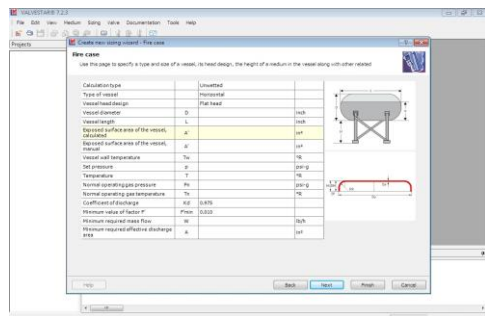 VALVESTAR® 7.2.3
File Edit View Medium Sizing Valve Documentation Tools Help
Projects
Create new sizing wizard - Fire case
Fire case
Use this page to specify a type and size of a vessel, its head design, the height of a medium in the vessel along with other related
Calculation type Unwetted
Type of vessel Horizontal
Vessel head design Flat head
Vessel diameter D inch
Vessel length L inch
Exposed surface area of the vessel, calculated A' in²
Exposed surface area of the vessel, manual A' in²
Vessel wall temperature Tw °R
Set pressure p psi-g
Temperature T °R
Normal operating gas pressure Pn psi-g
Normal operating gas temperature Tn °R
Coefficient of discharge Kd 0.975
Minimum value of factor F' F'min 0.010
Minimum required mass flow W lb/h
Minimum required effective discharge area A in²
Help Back Next Finish Cancel